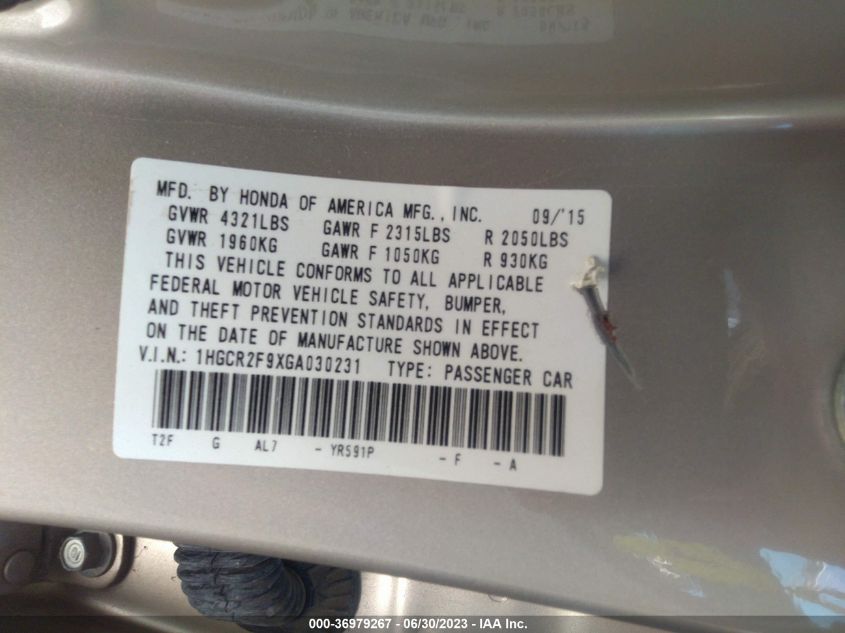 MFD. BY HONDA OF AMERICA MFG., INC. 09/'15
GVWR 4321LBS GAWR F 2315LBS R 2050LBS
GVWR 1960KG GAWR F 1050KG R 930KG
THIS VEHICLE CONFORMS TO ALL APPLICABLE
FEDERAL MOTOR VEHICLE SAFETY, BUMPER,
AND THEFT PREVENTION STANDARDS IN EFFECT
ON THE DATE OF MANUFACTURE SHOWN ABOVE.
V.I.N.: 1HGCR2F9XGA030231 TYPE: PASSENGER CAR
T2F G AL7 - YR591P - F - A
000-36979267 - 06/30/2023 - IAA Inc.